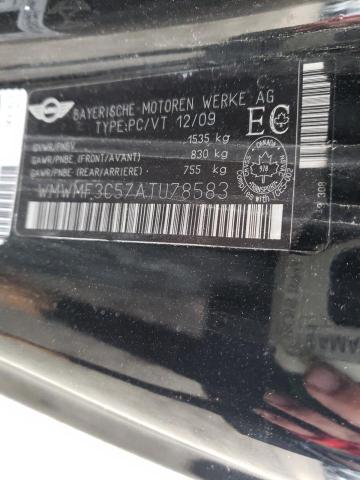 BAYERISCHE MOTOREN WERKE AG
TYPE:PC/VT 12/09
EC
GVWR/PNBV 1535 kg
GAWR/PNBE (FRONT/AVANT) 830 kg
GAWR/PNBE (REAR/ARRIERE) 755 kg
WMWMF3C57ATU78583
CANADA